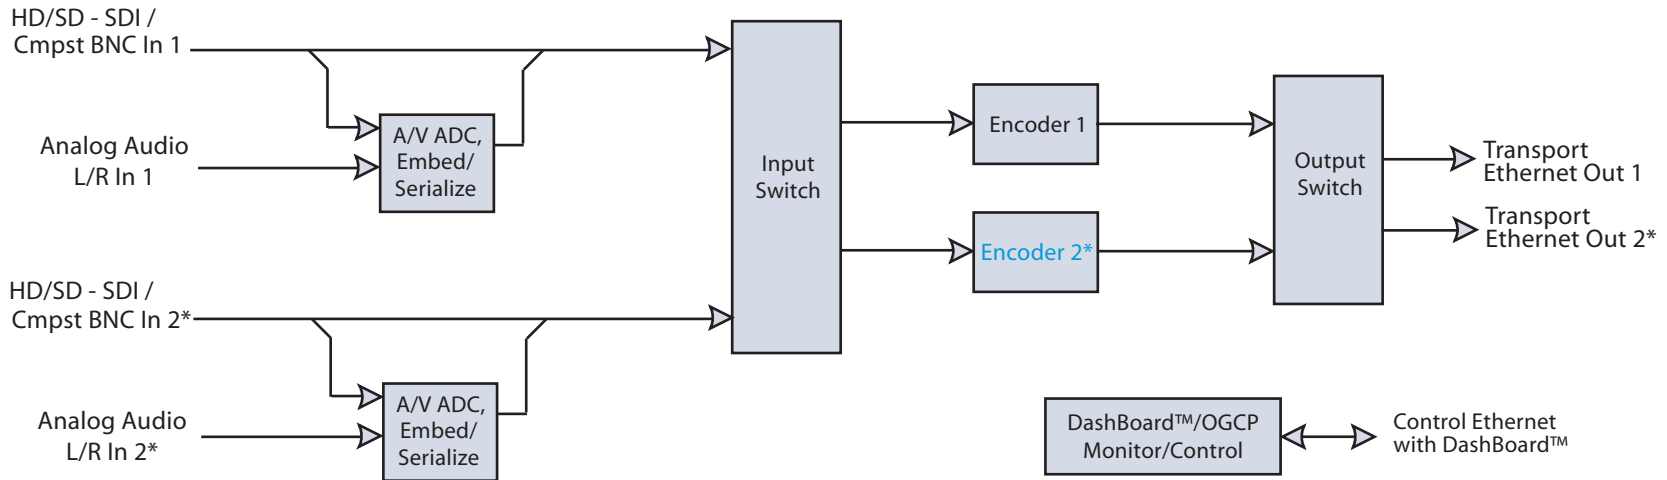 HD/SD - SDI /
Cmpst BNC In 1
Analog Audio
L/R In 1
A/V ADC,
Embed/
Serialize
HD/SD - SDI /
Cmpst BNC In 2*
Analog Audio
L/R In 2*
A/V ADC,
Embed/
Serialize
Input
Switch
Encoder 1
Encoder 2*
Output
Switch
Transport
Ethernet Out 1
Transport
Ethernet Out 2*
DashBoard™/OGCP
Monitor/Control
Control Ethernet
with DashBoard™